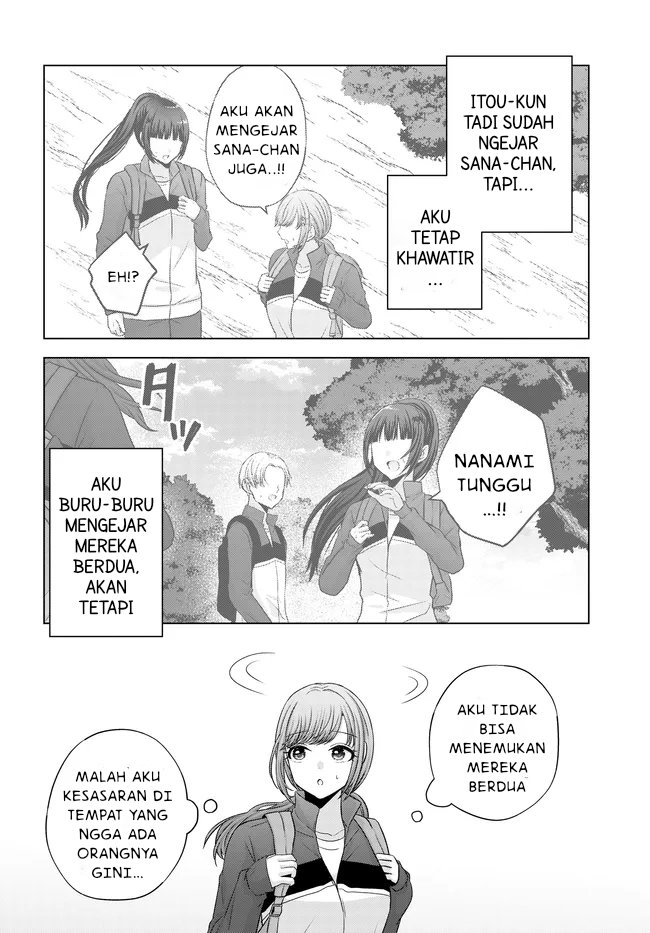 ITOU-KUN
TADI SUDAH
NGEJAR
SANA-CHAN,
TAPI...
AKU
TETAP
KHAWATIR
...
AKU AKAN
MENGEJAR
SANA-CHAN
JUGA..!!
EH!?
NANAMI
TUNGGU
...!!
タッ
AKU
BURU-BURU
MENGEJAR
MEREKA
BERDUA,
AKAN
TETAPI
AKU TIDAK
BISA
MENEMUKAN
MEREKA
BERDUA
MALAH AKU
KESASARAN DI
TEMPAT YANG
NGGA ADA
ORANGNYA
GINI...